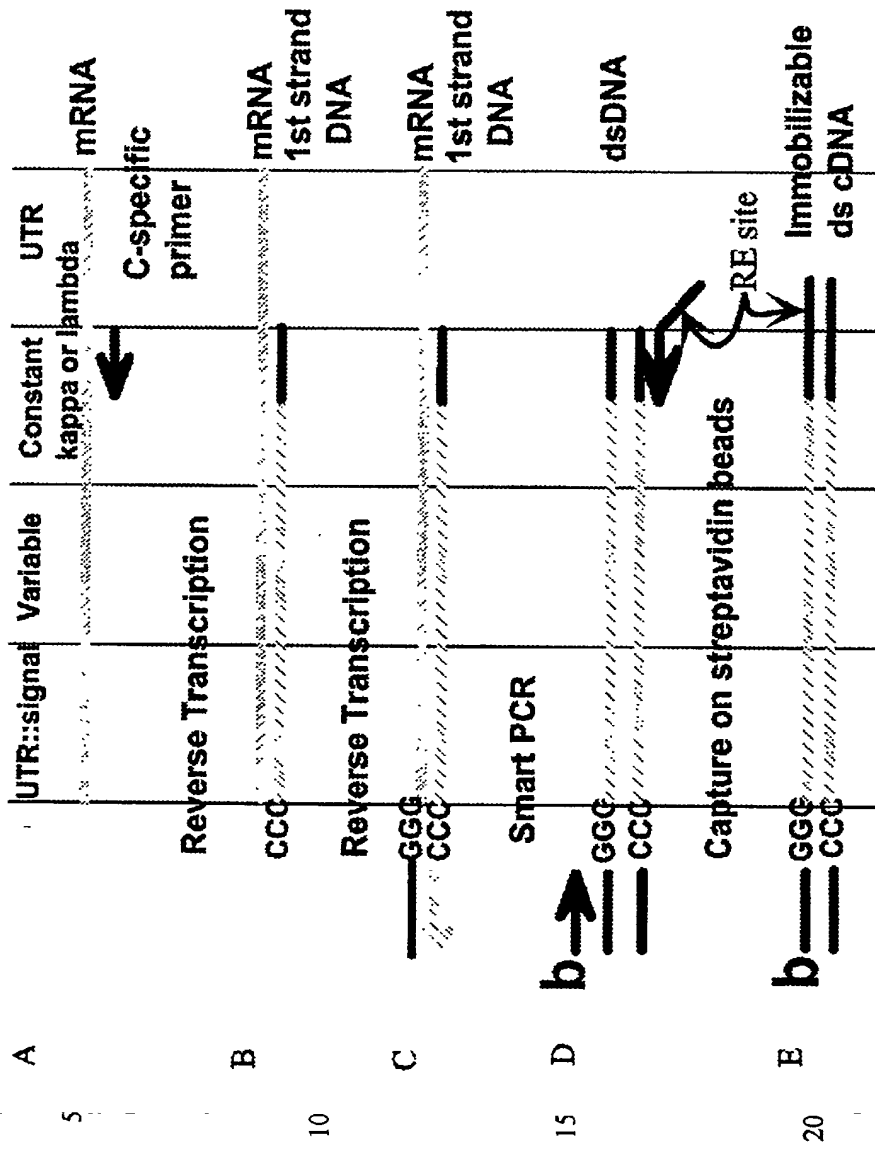 A
UTR::signal Variable Constant UTR
kappa or lambda
5
mRNA
C-specific
primer
Reverse Transcription
B
CCC
mRNA
1st strand
DNA
10
Reverse Transcription
C
GGG
CCC
mRNA
1st strand
DNA
Smart PCR
15
D
b
GGG
CCC
dsDNA
Capture on streptavidin beads
RE site
E
20
b
GGG
CCC
Immobilizable
ds cDNA